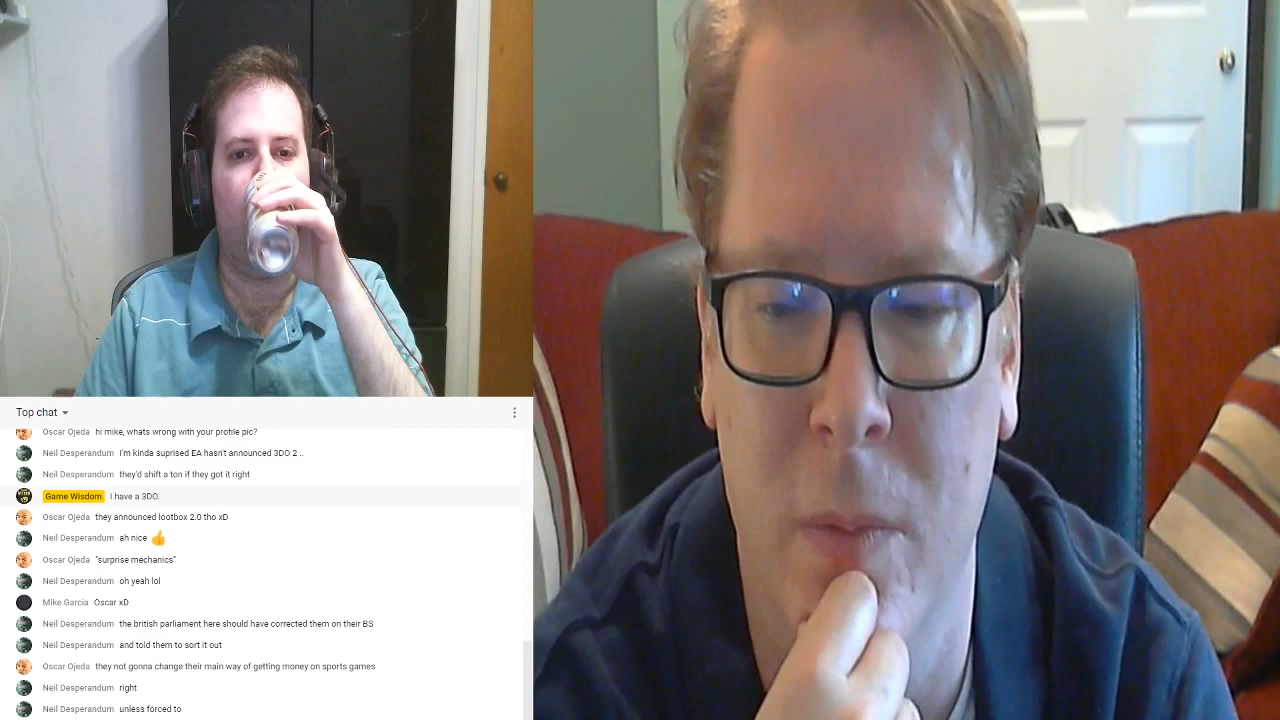 Top chat
Oscar Ojeda hi mike, whats wrong with your profile pic?
Neil Desperandum I'm kinda suprised EA hasn't announced 3DO 2 ..
Neil Desperandum they'd shift a ton if they got it right
Game Wisdom I have a 3DO.
Oscar Ojeda they announced lootbox 2.0 tho xD
Neil Desperandum ah nice 👍
Oscar Ojeda "surprise mechanics"
Neil Desperandum oh yeah lol
Mike Garcia Oscar xD
Neil Desperandum the british parliament here should have corrected them on their BS
Neil Desperandum and told them to sort it out
Oscar Ojeda they not gonna change their main way of getting money on sports games
Neil Desperandum right
Neil Desperandum unless forced to